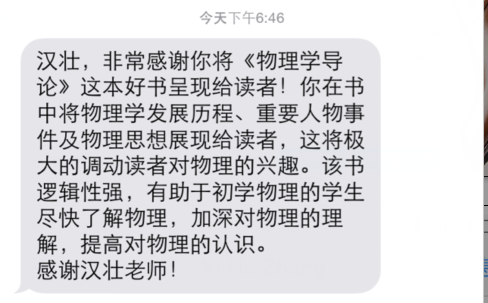 今天下午6:46
汉壮，非常感谢你将《物理学导
论》这本好书呈现给读者！你在书
中将物理学发展历程、重要人物事
件及物理思想展现给读者，这将极
大的调动读者对物理的兴趣。该书
逻辑性强，有助于初学物理的学生
尽快了解物理，加深对物理的理
解，提高对物理的认识。
感谢汉壮老师！